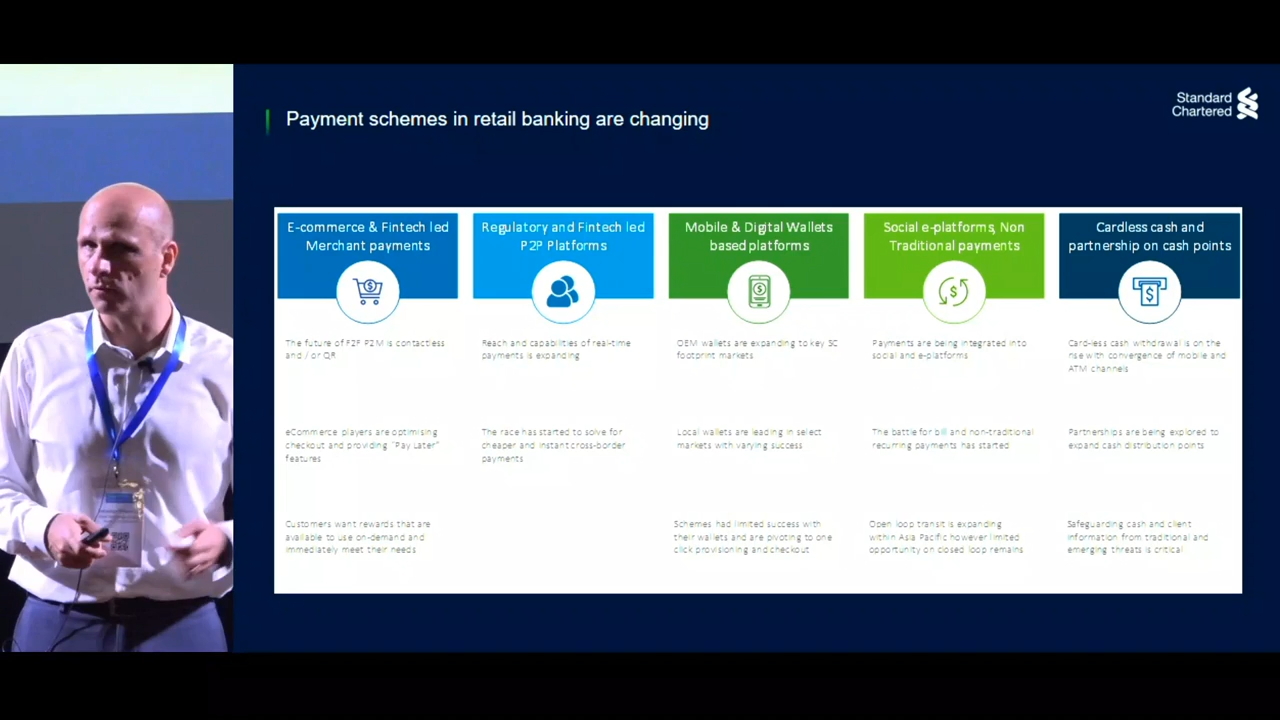 Payment schemes in retail banking are changing
Standard
Chartered
E-commerce & Fintech led
Merchant payments
The future of F2F P2M is contactless
and / or QR
eCommerce players are optimising
checkout and providing "Pay Later"
features
Customers want rewards that are
available to use on-demand and
immediately meet their needs
Regulatory and Fintech led
P2P Platforms
Reach and capabilities of real-time
payments is expanding
The race has started to solve for
cheaper and instant cross-border
payments
Mobile & Digital Wallets
based platforms
OEM wallets are expanding to key SC
footprint markets
Local wallets are leading in select
markets with varying success
Schemes had limited success with
their wallets and are pivoting to one
click provisioning and checkout
Social e-platforms, Non
Traditional payments
Payments are being integrated into
social and e-platforms
The battle for bill and non-traditional
recurring payments has started
Open loop transit is expanding
within Asia Pacific however limited
opportunity on closed loop remains
Cardless cash and
partnership on cash points
Card-less cash withdrawal is on the
rise with convergence of mobile and
ATM channels
Partnerships are being explored to
expand cash distribution points
Safeguarding cash and client
information from traditional and
emerging threats is critical